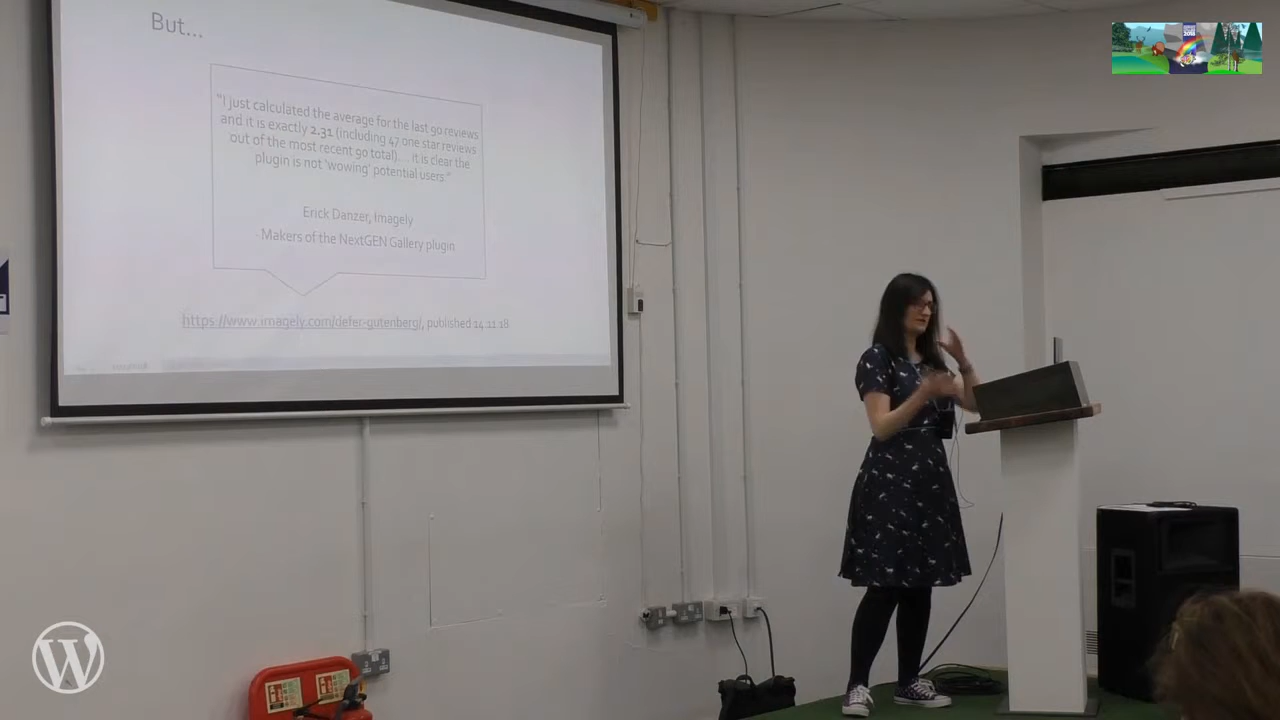 But...
"I just calculated the average for the last 90 reviews
and it is exactly 2.31 (including 47 one star reviews
out of the most recent 90 total)... it is clear the
plugin is not 'wowing' potential users."
Erick Danzer, Imagely
Makers of the NextGEN Gallery plugin
https://www.imagely.com/defer-gutenberg/, published 14.11.18
2018